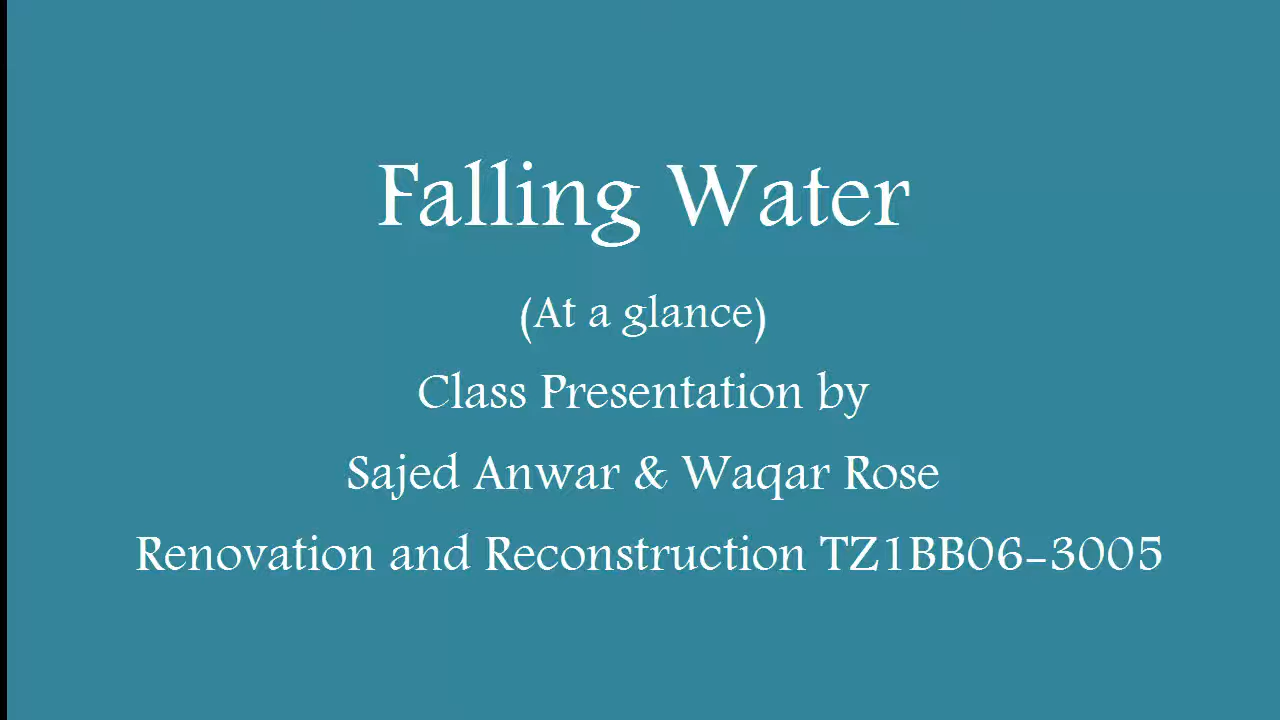 Falling Water
(At a glance)
Class Presentation by
Sajed Anwar & Waqar Rose
Renovation and Reconstruction TZ1BB06-3005